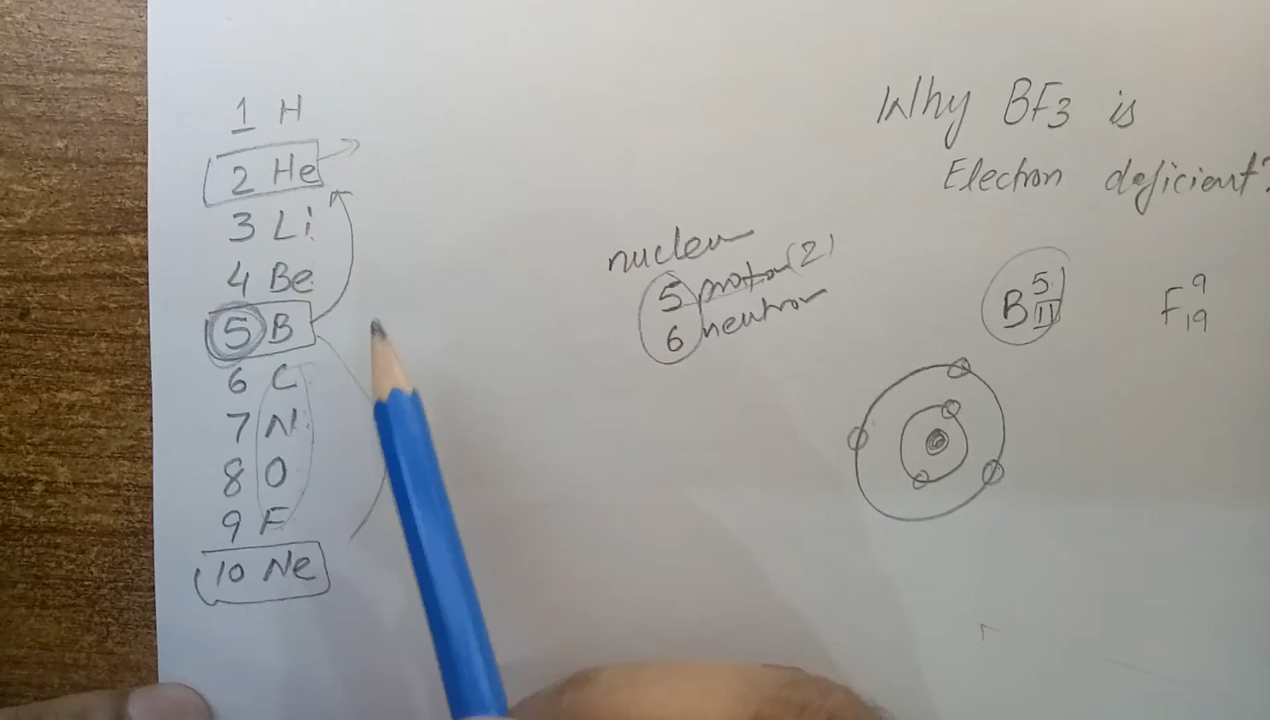 1 H
2 He
3 Li
4 Be
5 B
6 C
7 N
8 O
9 F
10 Ne
Why BF3 is
Electron deficient?
nucleu
5 proton (2)
6 neutron
B 5 11
F 9 19